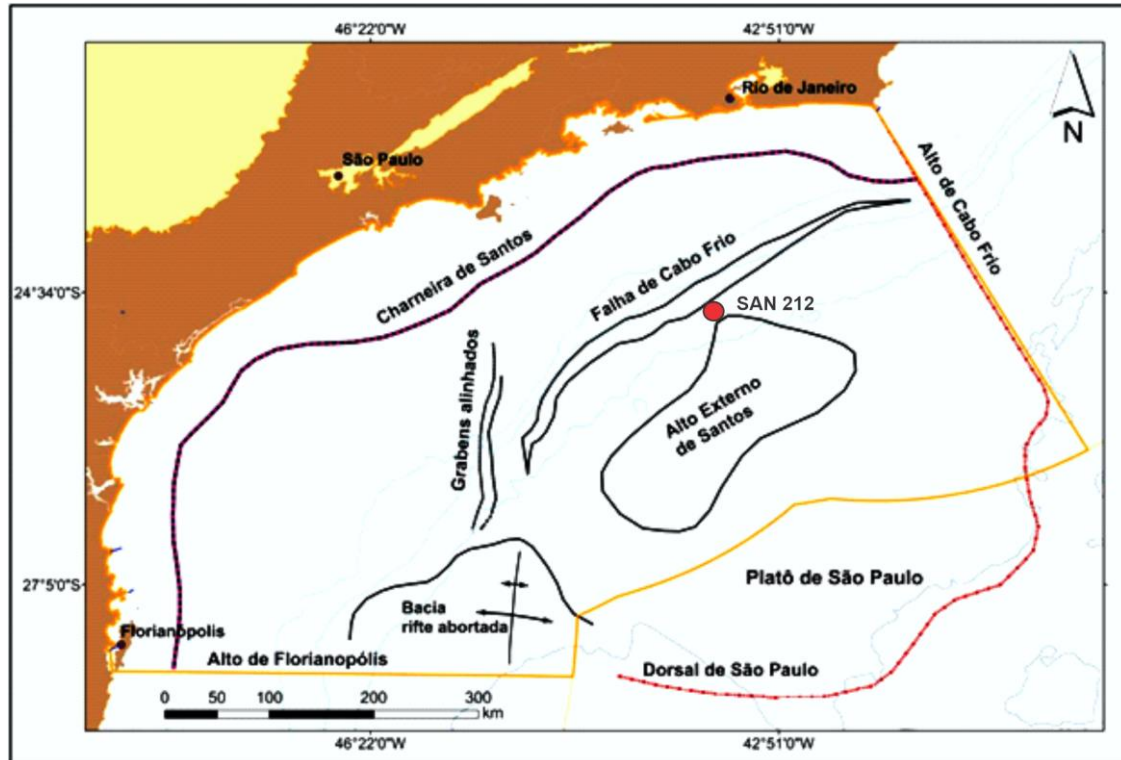 46°22'0"W
42°51'0"W
Rio de Janeiro
N
São Paulo
Alto de Cabo Frio
Charneira de Santos
Falha de Cabo Frio
24°34'0"S
SAN 212
Grabens alinhados
Alto Externo
de Santos
27°5'0"S
Platô de São Paulo
Bacia
rifte abortada
Florianópolis
Alto de Florianopólis
Dorsal de São Paulo
0 50 100 200 300
km
46°22'0"W
42°51'0"W